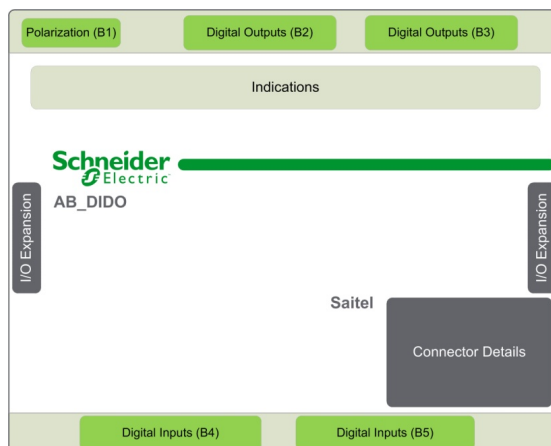 Polarization (B1)
Digital Outputs (B2)
Digital Outputs (B3)
Indications
Schneider
Electric
AB_DIDO
I/O Expansion
I/O Expansion
Saitel
Connector Details
Digital Inputs (B4)
Digital Inputs (B5)